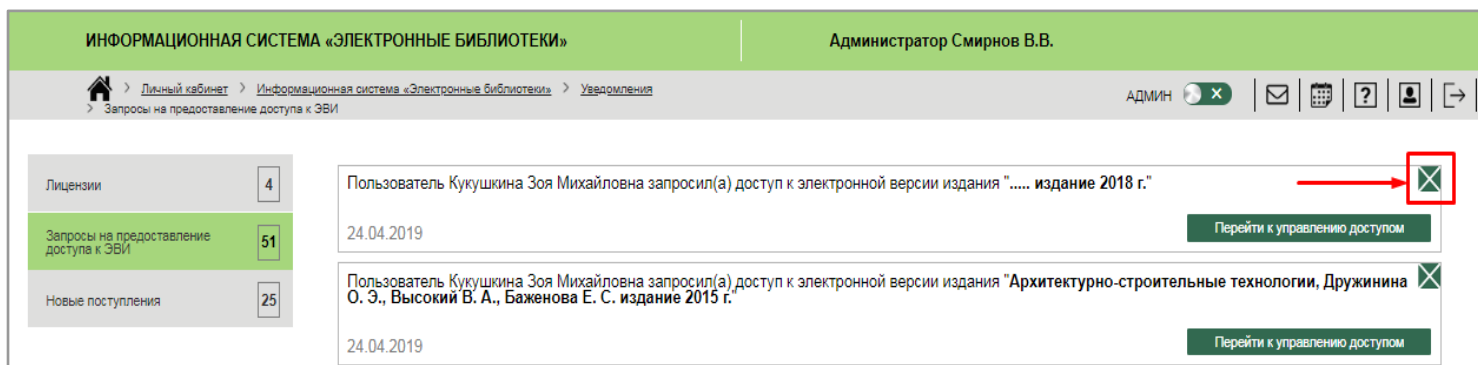 ИНФОРМАЦИОННАЯ СИСТЕМА «ЭЛЕКТРОННЫЕ БИБЛИОТЕКИ»
Администратор Смирнов В.В.
> Личный кабинет > Информационная система «Электронные библиотеки» > Уведомления
> Запросы на предоставление доступа к ЭВИ
АДМИН
Лицензии 4
Запросы на предоставление
доступа к ЭВИ 51
Новые поступления 25
Пользователь Кукушкина Зоя Михайловна запросил(а) доступ к электронной версии издания "..... издание 2018 г."
24.04.2019
Перейти к управлению доступом
Пользователь Кукушкина Зоя Михайловна запросил(а) доступ к электронной версии издания "Архитектурно-строительные технологии, Дружинина
О. Э., Высокий В. А., Баженова Е. С. издание 2015 г."
24.04.2019
Перейти к управлению доступом